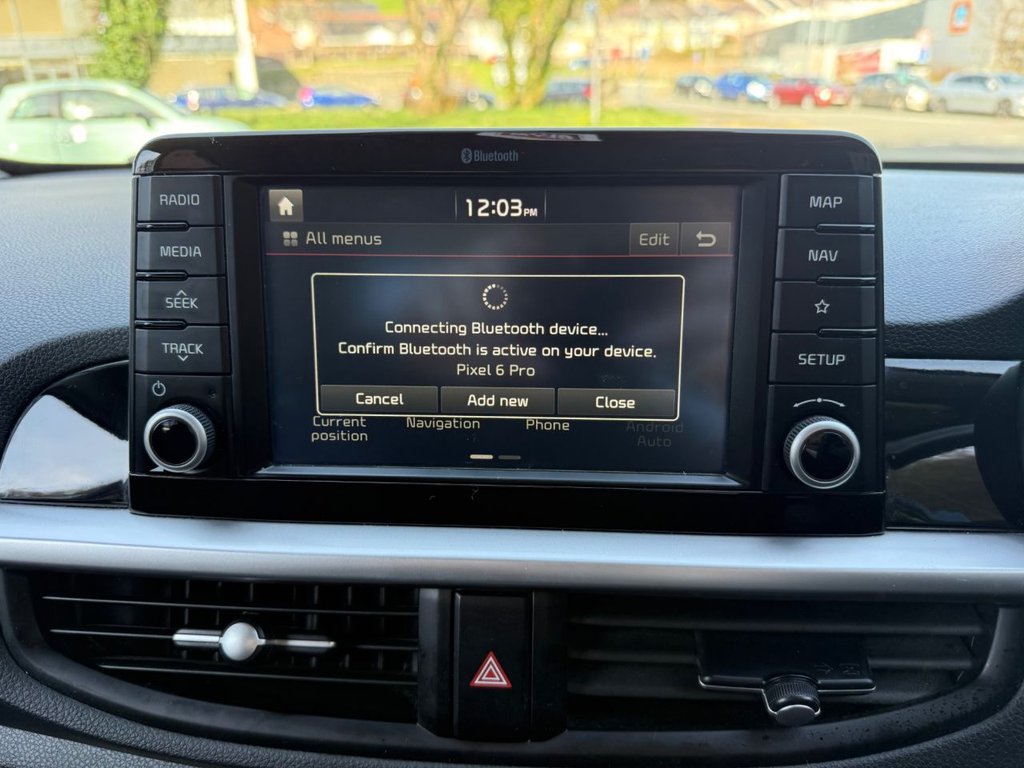 Bluetooth
RADIO
MEDIA
SEEK
TRACK
MAP
NAV
SETUP
12:03PM
All menus
Edit
Connecting Bluetooth device...
Confirm Bluetooth is active on your device.
Pixel 6 Pro
Cancel
Add new
Close
Current position
Navigation
Phone
Android
Auto